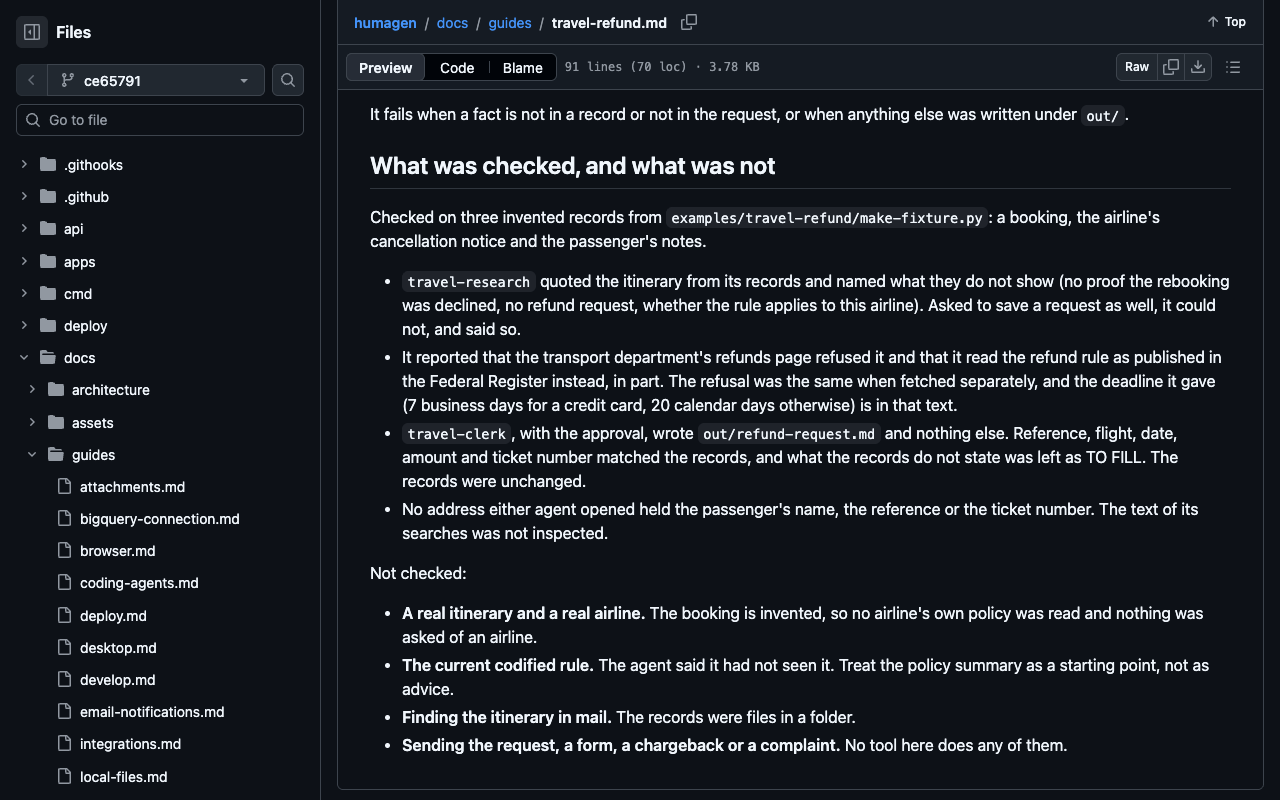 Files
ce65791
Go to file
.githooks
.github
api
apps
cmd
deploy
docs
architecture
assets
guides
attachments.md
bigquery-connection.md
browser.md
coding-agents.md
deploy.md
desktop.md
develop.md
email-notifications.md
integrations.md
local-files.md
humagen / docs / guides / travel-refund.md
Top
Preview Code Blame 91 lines (70 loc) · 3.78 KB
Raw
It fails when a fact is not in a record or not in the request, or when anything else was written under out/.
What was checked, and what was not
Checked on three invented records from examples/travel-refund/make-fixture.py: a booking, the airline's
cancellation notice and the passenger's notes.
• travel-research quoted the itinerary from its records and named what they do not show (no proof the rebooking
was declined, no refund request, whether the rule applies to this airline). Asked to save a request as well, it could
not, and said so.
• It reported that the transport department's refunds page refused it and that it read the refund rule as published in
the Federal Register instead, in part. The refusal was the same when fetched separately, and the deadline it gave
(7 business days for a credit card, 20 calendar days otherwise) is in that text.
• travel-clerk, with the approval, wrote out/refund-request.md and nothing else. Reference, flight, date,
amount and ticket number matched the records, and what the records do not state was left as TO FILL. The
records were unchanged.
• No address either agent opened held the passenger's name, the reference or the ticket number. The text of its
searches was not inspected.
Not checked:
• A real itinerary and a real airline. The booking is invented, so no airline's own policy was read and nothing was
asked of an airline.
• The current codified rule. The agent said it had not seen it. Treat the policy summary as a starting point, not as
advice.
• Finding the itinerary in mail. The records were files in a folder.
• Sending the request, a form, a chargeback or a complaint. No tool here does any of them.